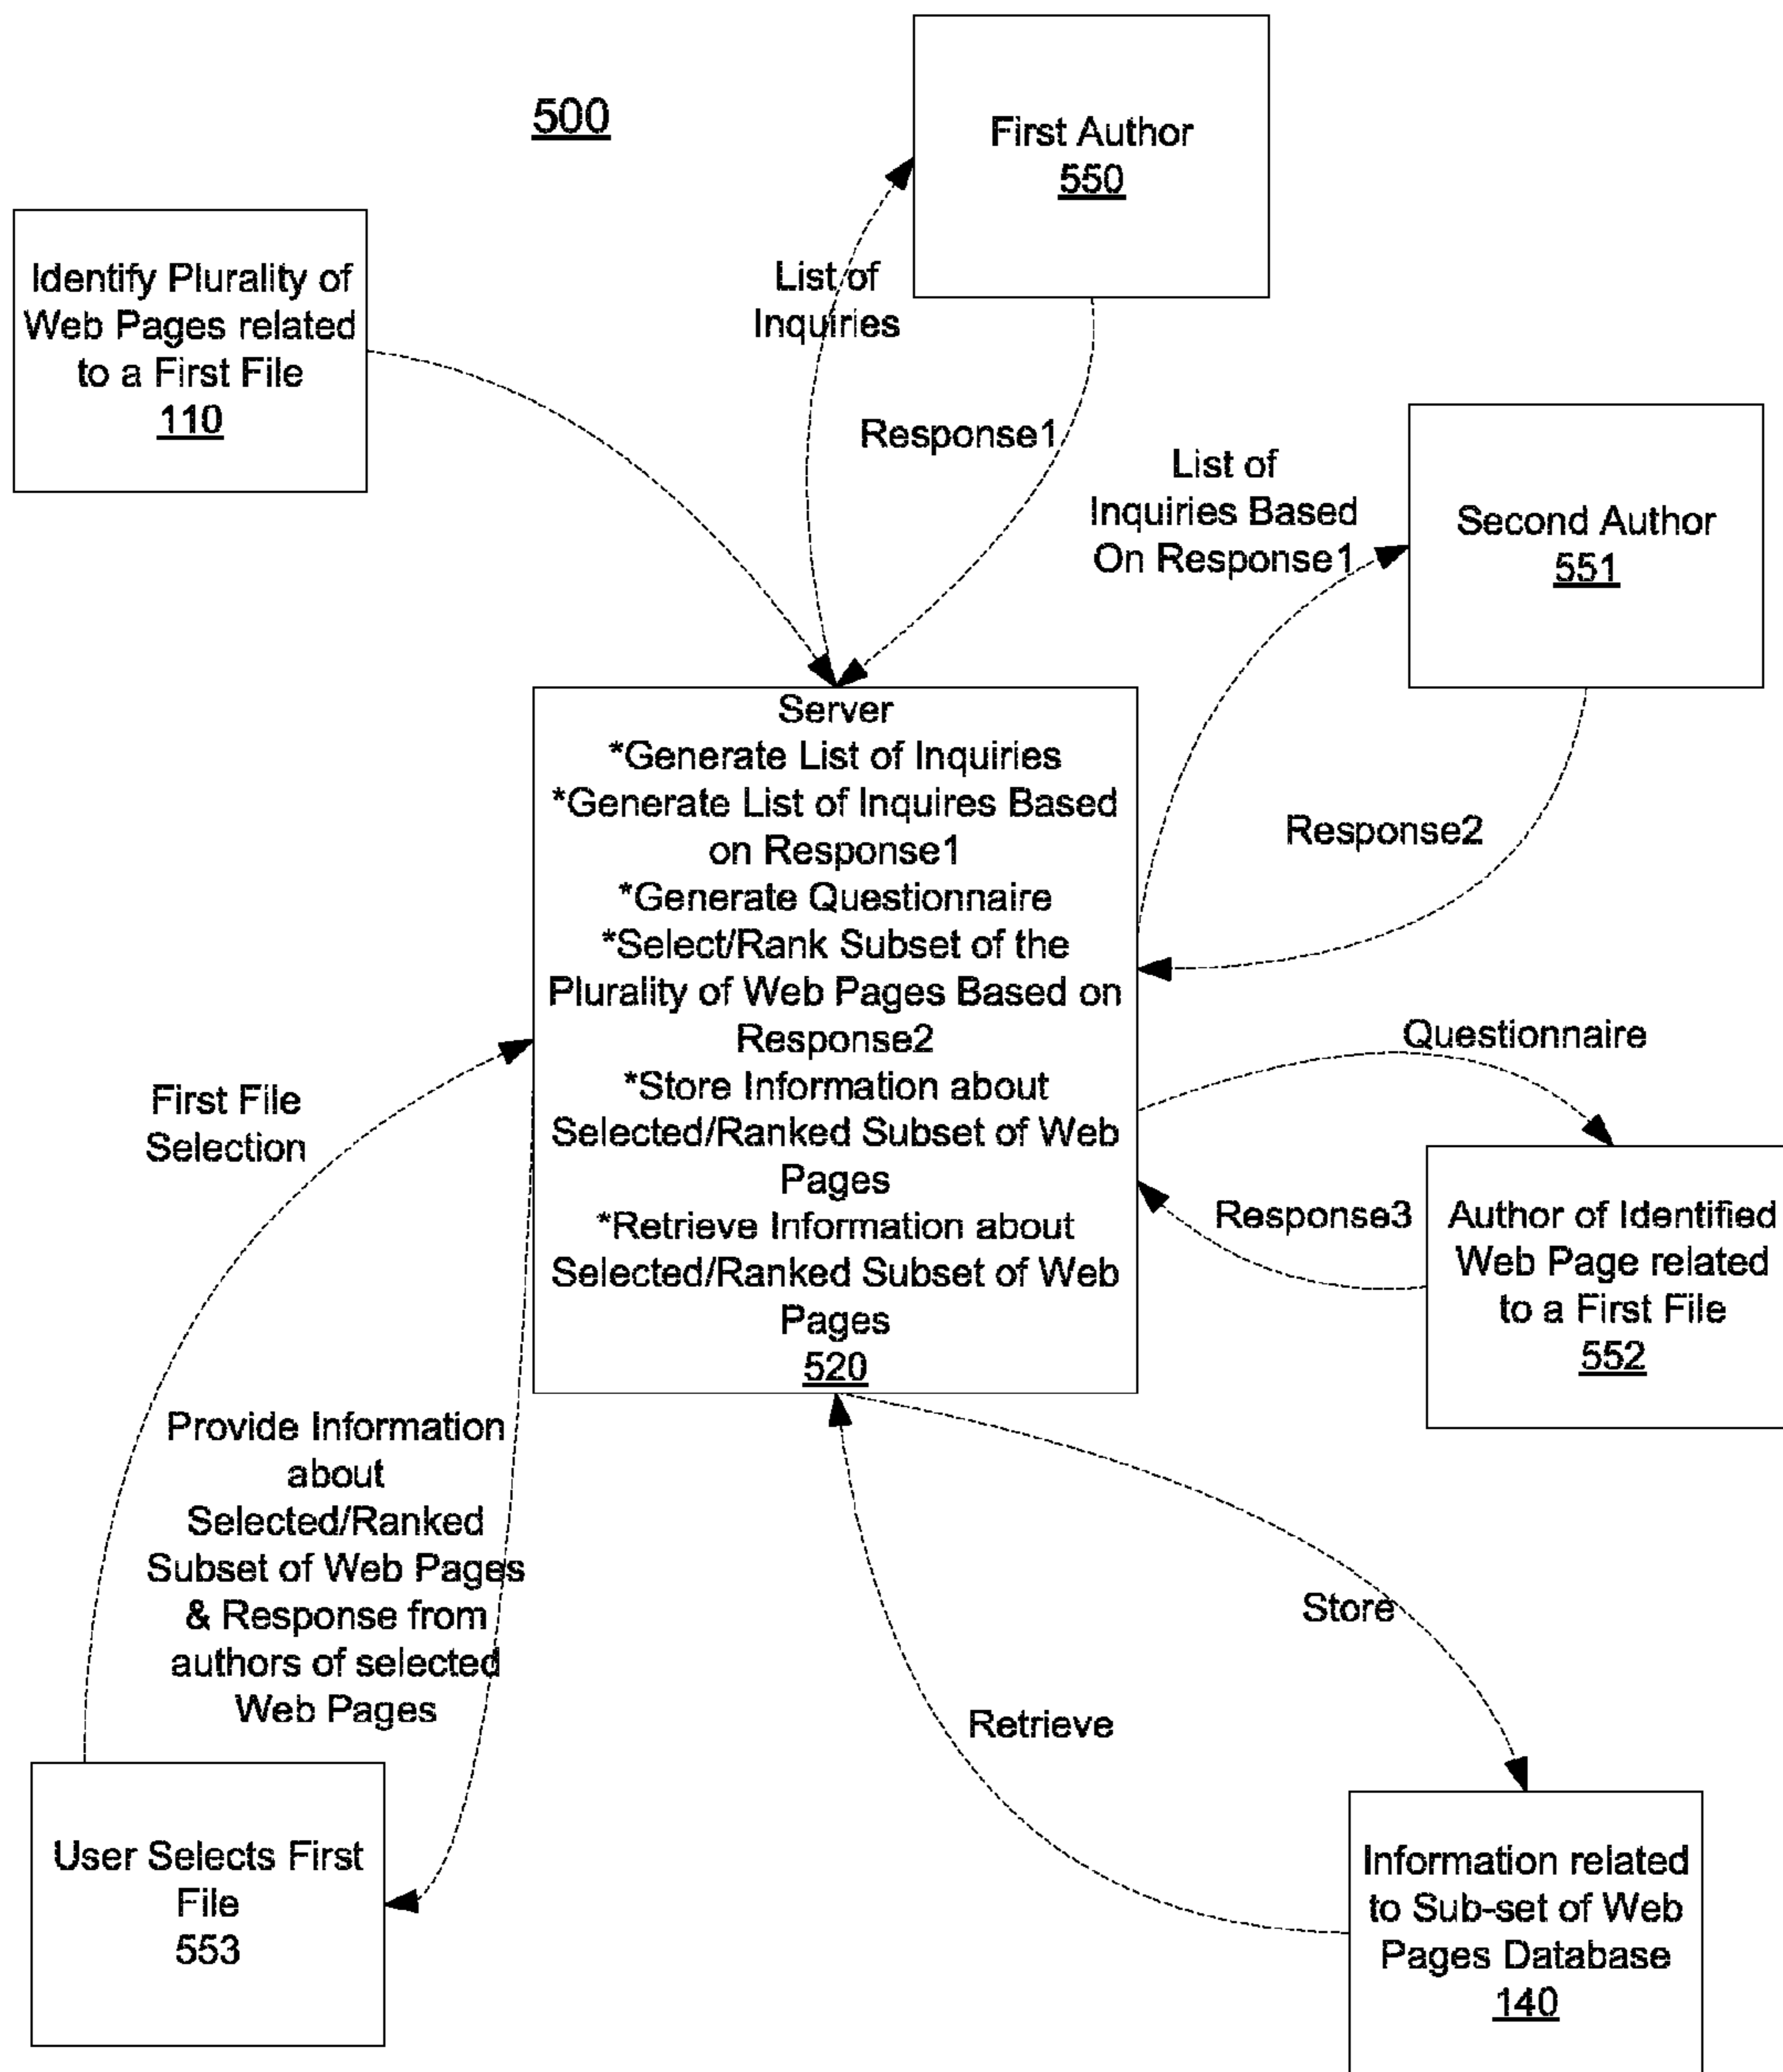 500
First Author
550
Identify Plurality of
Web Pages related
to a First File
110
List of
Inquiries
Response1
List of
Inquiries Based
On Response1
Second Author
551
Response2
Server
*Generate List of Inquiries
*Generate List of Inquires Based
on Response1
*Generate Questionnaire
*Select/Rank Subset of the
Plurality of Web Pages Based on
Response2
*Store Information about
Selected/Ranked Subset of Web
Pages
*Retrieve Information about
Selected/Ranked Subset of Web
Pages
520
Questionnaire
Response3
Author of Identified
Web Page related
to a First File
552
First File
Selection
Provide Information
about
Selected/Ranked
Subset of Web Pages
& Response from
authors of selected
Web Pages
Store
Retrieve
User Selects First
File
553
Information related
to Sub-set of Web
Pages Database
140